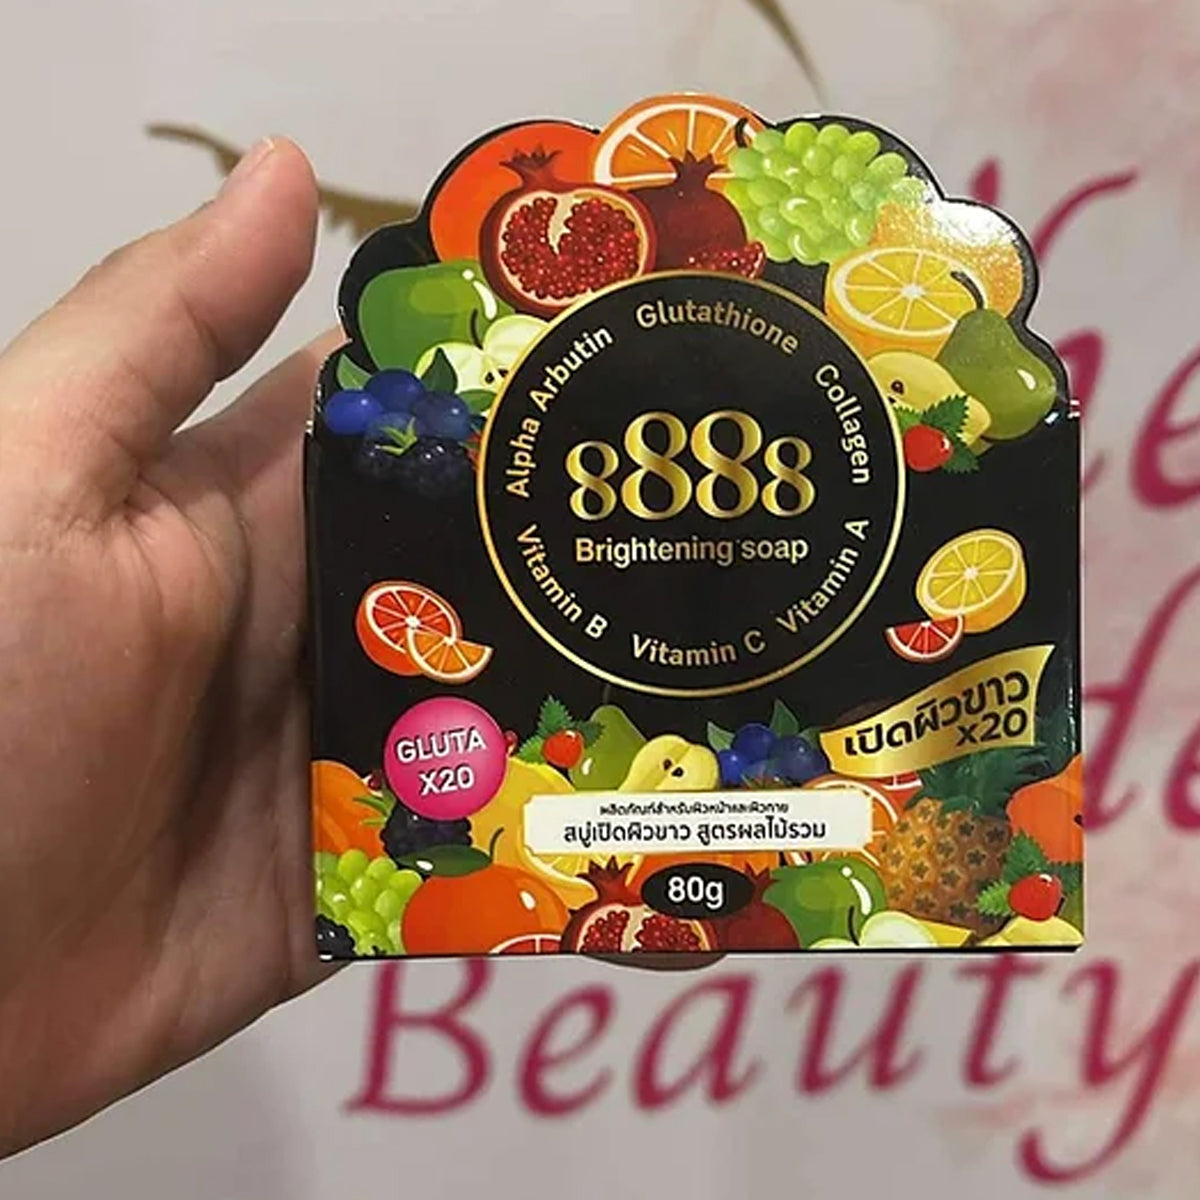 Glutathione
Alpha Arbutin
Collagen
8888
Brightening soap
Vitamin B
Vitamin C
Vitamin A
GLUTA
X20
เปิดผิวขาว
x20
ผลิตภัณฑ์สำหรับผิวหน้าและผิวกาย
สบู่เปิดผิวขาว สูตรผลไม้รวม
80g
Beauty